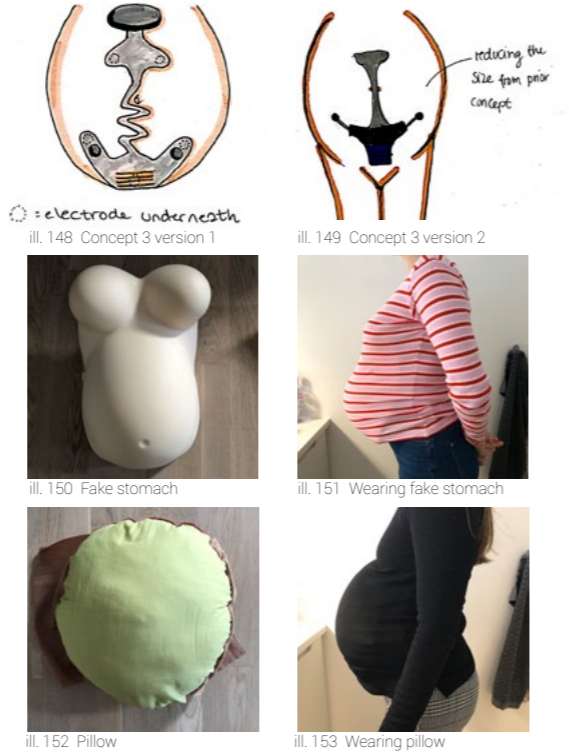 reducing the
size from prior
concept
◌ : electrode underneath
ill. 148 Concept 3 version 1
ill. 149 Concept 3 version 2
ill. 150 Fake stomach
ill. 151 Wearing fake stomach
ill. 152 Pillow
ill. 153 Wearing pillow